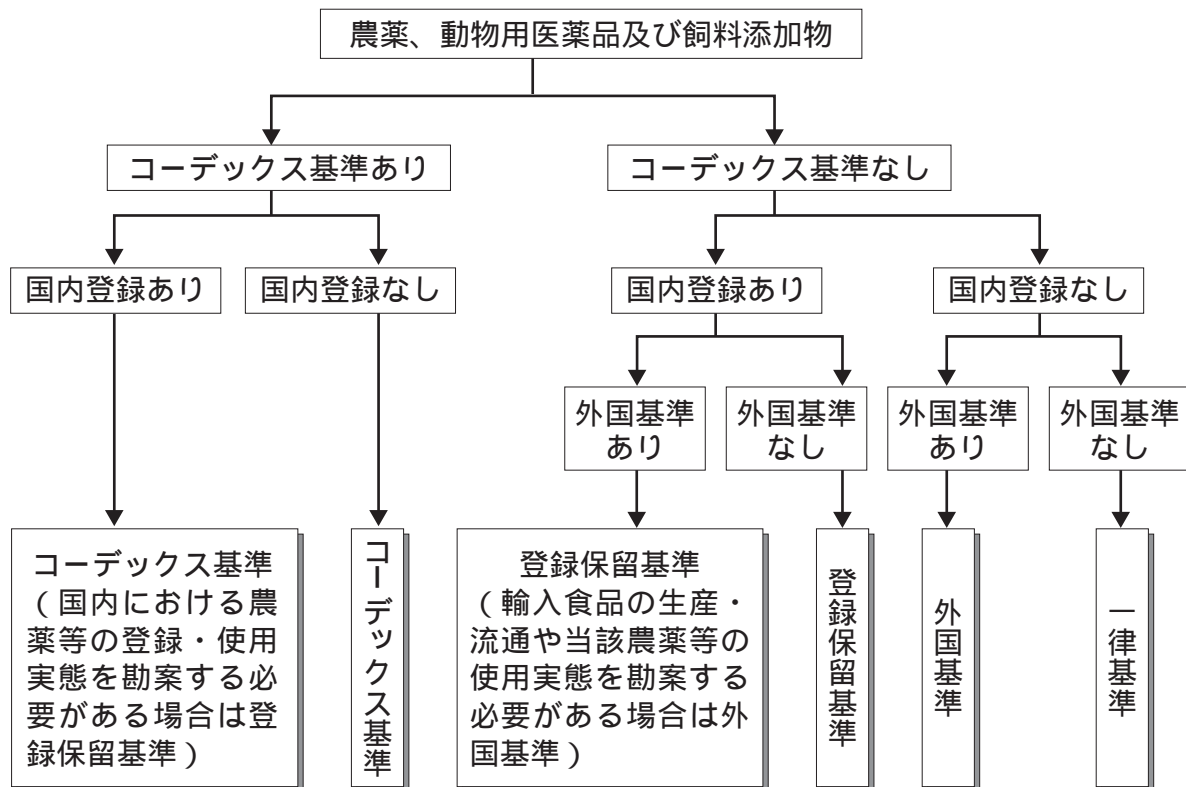 農薬、動物用医薬品及び飼料添加物
コーデックス基準あり
コーデックス基準なし
国内登録あり
国内登録なし
国内登録あり
国内登録なし
外国基準
あり
外国基準
なし
外国基準
あり
外国基準
なし
コーデックス基準
（国内における農
薬等の登録・使用
実態を勘案する必
要がある場合は登
録保留基準）
コーデックス基準
登録保留基準
（輸入食品の生産・
流通や当該農薬等の
使用実態を勘案する
必要がある場合は外
国基準）
登録保留基準
外国基準
一律基準